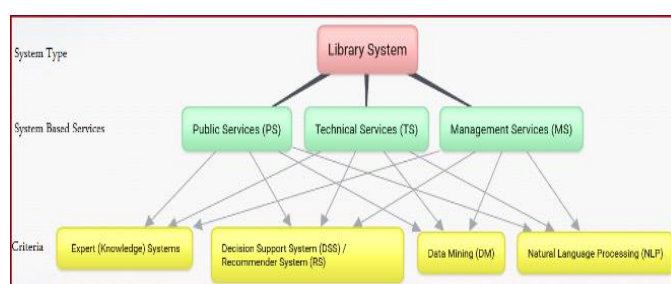 System Type
Library System
System Based Services
Public Services (PS)
Technical Services (TS)
Management Services (MS)
Criteria
Expert (Knowledge) Systems
Decision Support System (DSS) /
Recommender System (RS)
Data Mining (DM)
Natural Language Processing (NLP)